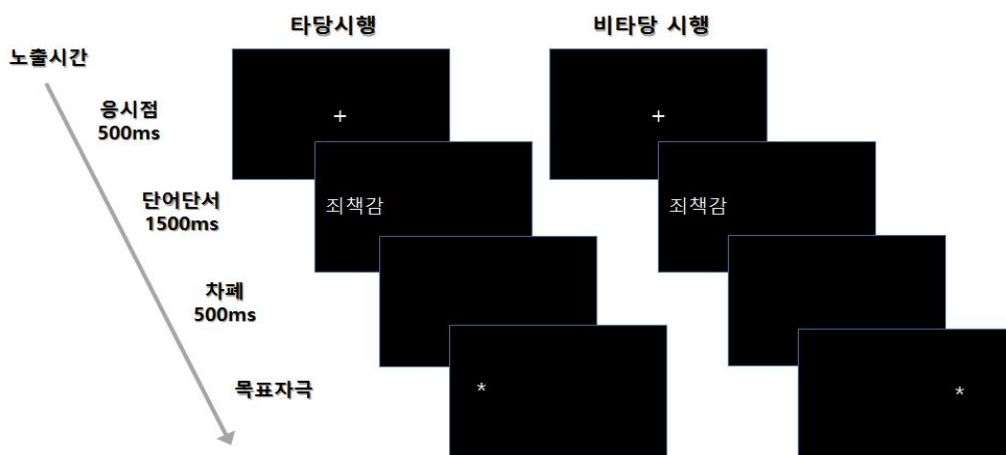 타당시행
비타당 시행
노출시간
응시점
500ms
+
+
단어단서
1500ms
죄책감
죄책감
차폐
500ms
목표자극
*
*